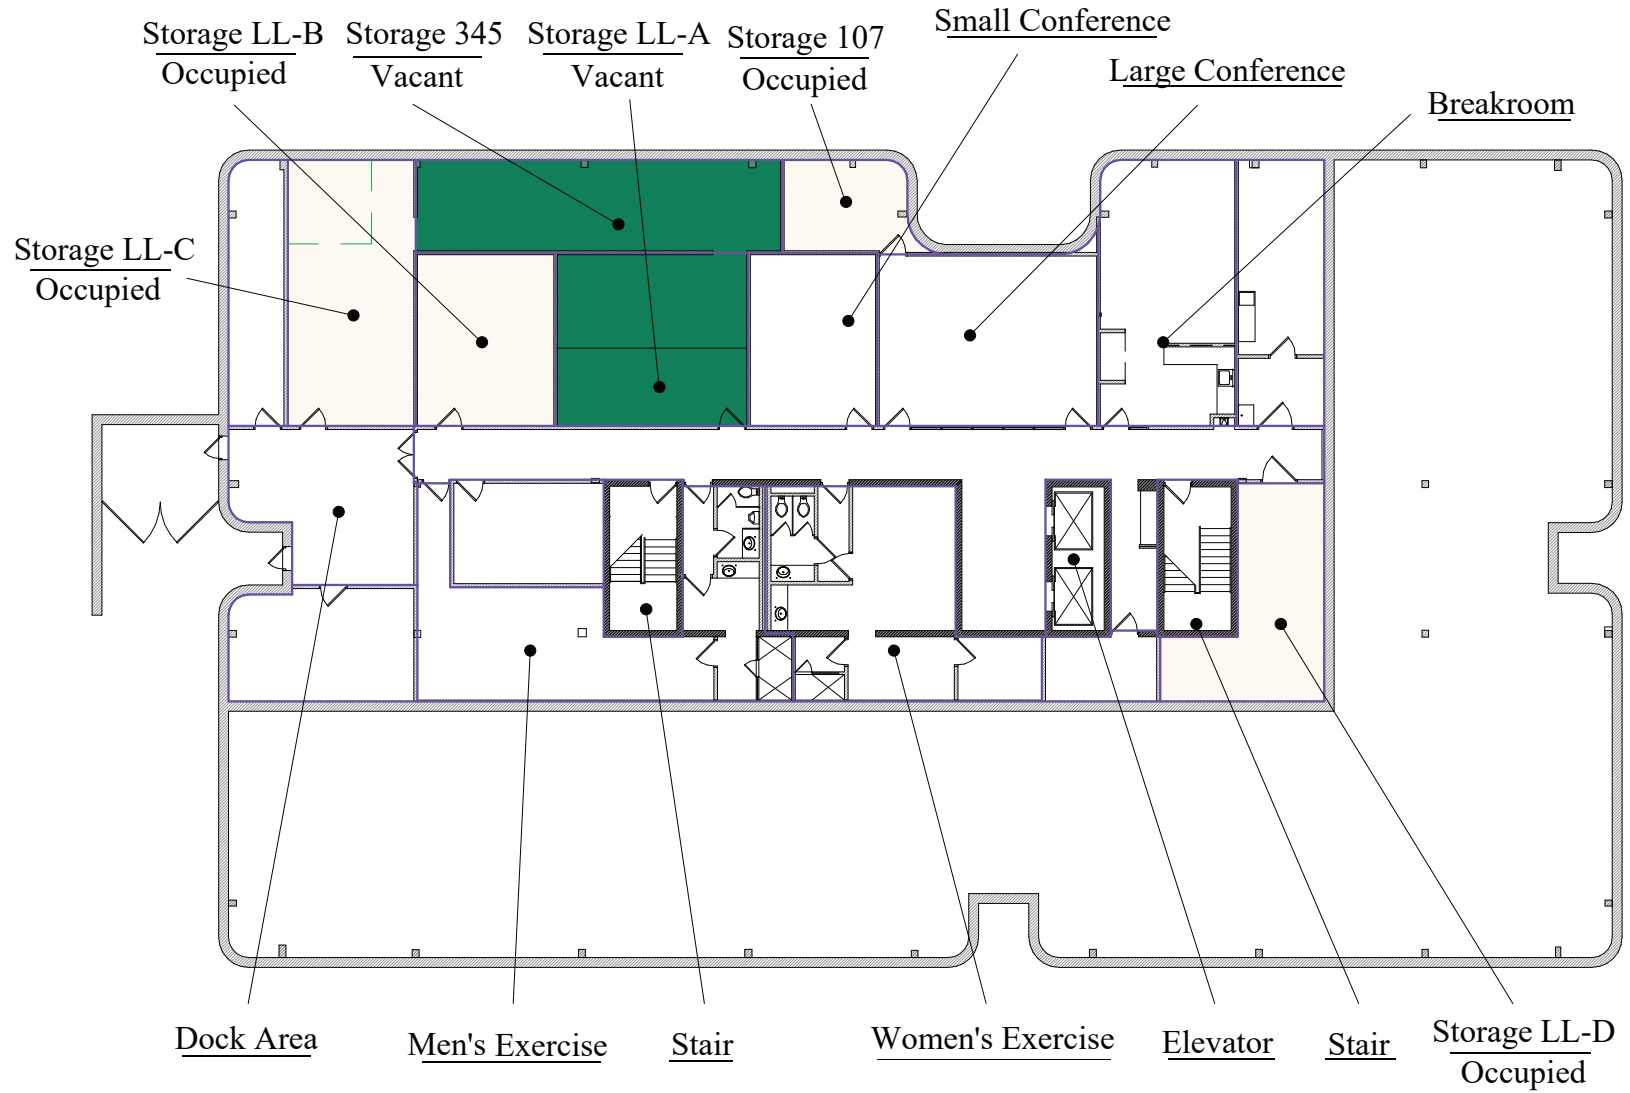 Storage LL-B
Occupied
Storage 345
Vacant
Storage LL-A
Vacant
Storage 107
Occupied
Small Conference
Large Conference
Breakroom
Storage LL-C
Occupied
Dock Area
Men's Exercise
Stair
Women's Exercise
Elevator
Stair
Storage LL-D
Occupied